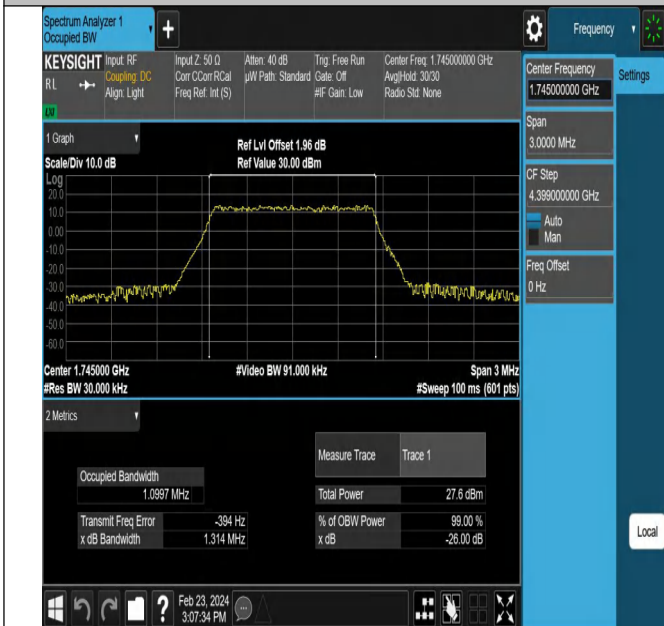 Spectrum Analyzer 1
Occupied BW
+
Frequency
KEYSIGHT
RL
LXI
Input: RF
Coupling: DC
Align: Light
Input Z: 50 Ω
Corr CCorr RCal
Freq Ref: Int (S)
Atten: 40 dB
µW Path: Standard
Trig: Free Run
Gate: Off
#IF Gain: Low
Center Freq: 1.745000000 GHz
Avg|Hold: 30/30
Radio Std: None
Center Frequency
1.745000000 GHz
Settings
Span
3.0000 MHz
CF Step
4.399000000 GHz
Auto
Man
Freq Offset
0 Hz
Local
1 Graph
Scale/Div 10.0 dB
Ref Lvl Offset 1.96 dB
Ref Value 30.00 dBm
Log
20.0
10.0
0.00
-10.0
-20.0
-30.0
-40.0
-50.0
-60.0
Center 1.745000 GHz
#Res BW 30.000 kHz
#Video BW 91.000 kHz
Span 3 MHz
#Sweep 100 ms (601 pts)
2 Metrics
Measure Trace
Trace 1
Occupied Bandwidth
1.0997 MHz
Total Power
27.6 dBm
Transmit Freq Error
-394 Hz
% of OBW Power
99.00 %
x dB Bandwidth
1.314 MHz
x dB
-26.00 dB
?
Feb 23, 2024
3:07:34 PM